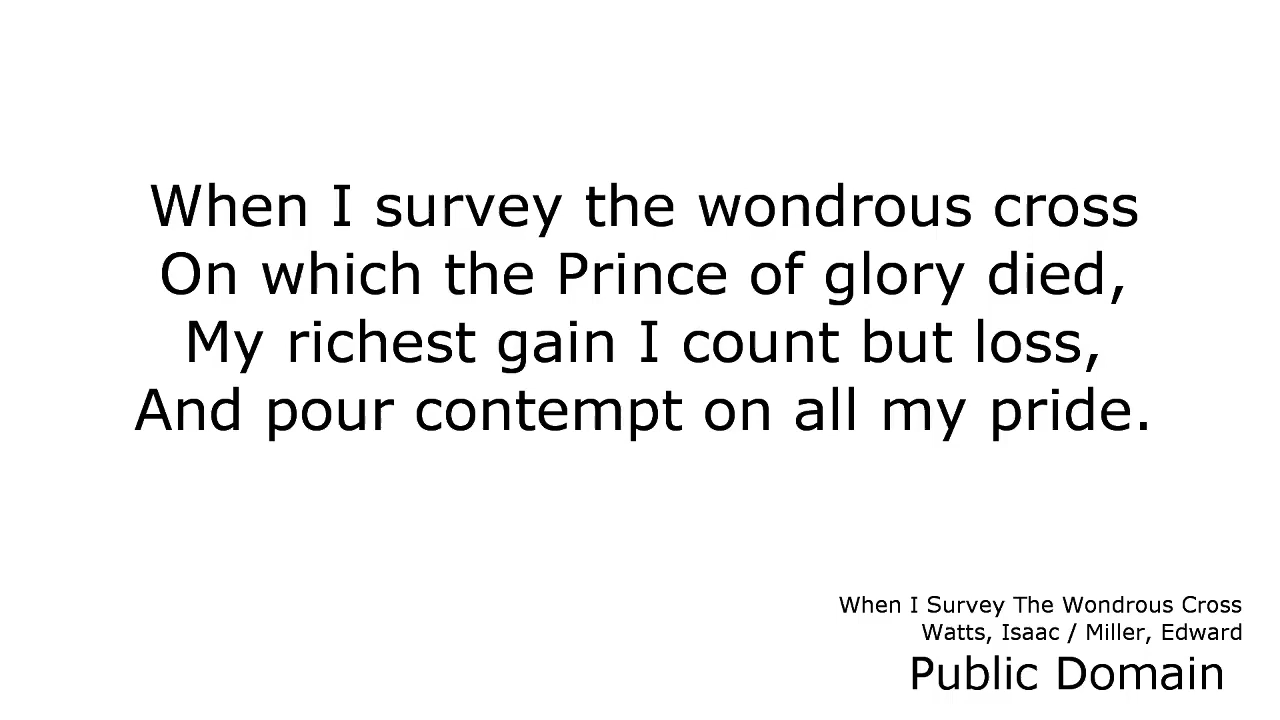 When I survey the wondrous cross
On which the Prince of glory died,
My richest gain I count but loss,
And pour contempt on all my pride.
When I Survey The Wondrous Cross
Watts, Isaac / Miller, Edward
Public Domain